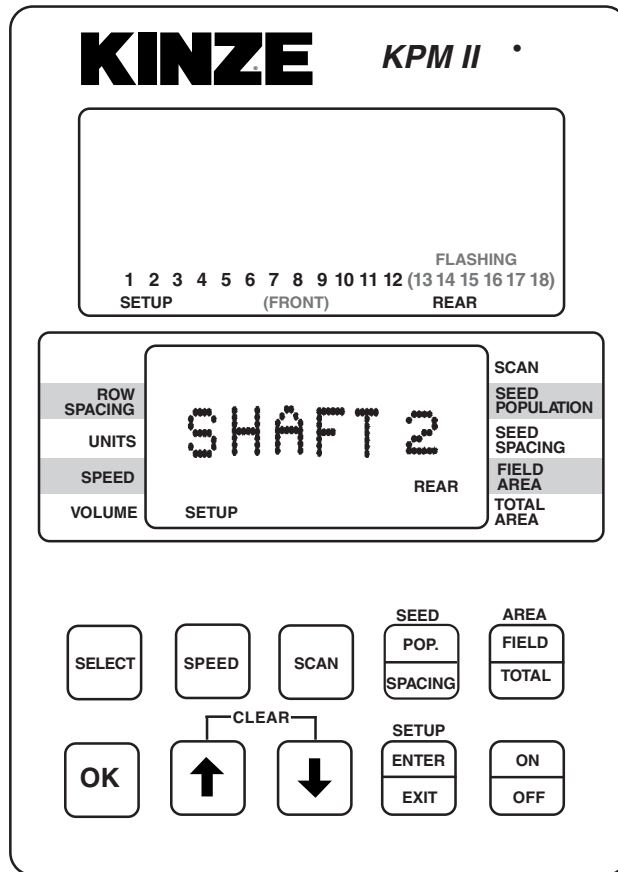 KINZE® KPM II
FLASHING
1 2 3 4 5 6 7 8 9 10 11 12 (13 14 15 16 17 18)
SETUP (FRONT) REAR
SCAN
ROW SPACING
SEED POPULATION
UNITS
SEED SPACING
SPEED
FIELD AREA
VOLUME
TOTAL AREA
SHAFT 2
REAR
SETUP
SEED AREA
SELECT SPEED SCAN POP. FIELD
SPACING TOTAL
CLEAR SETUP
OK ENTER ON
EXIT OFF